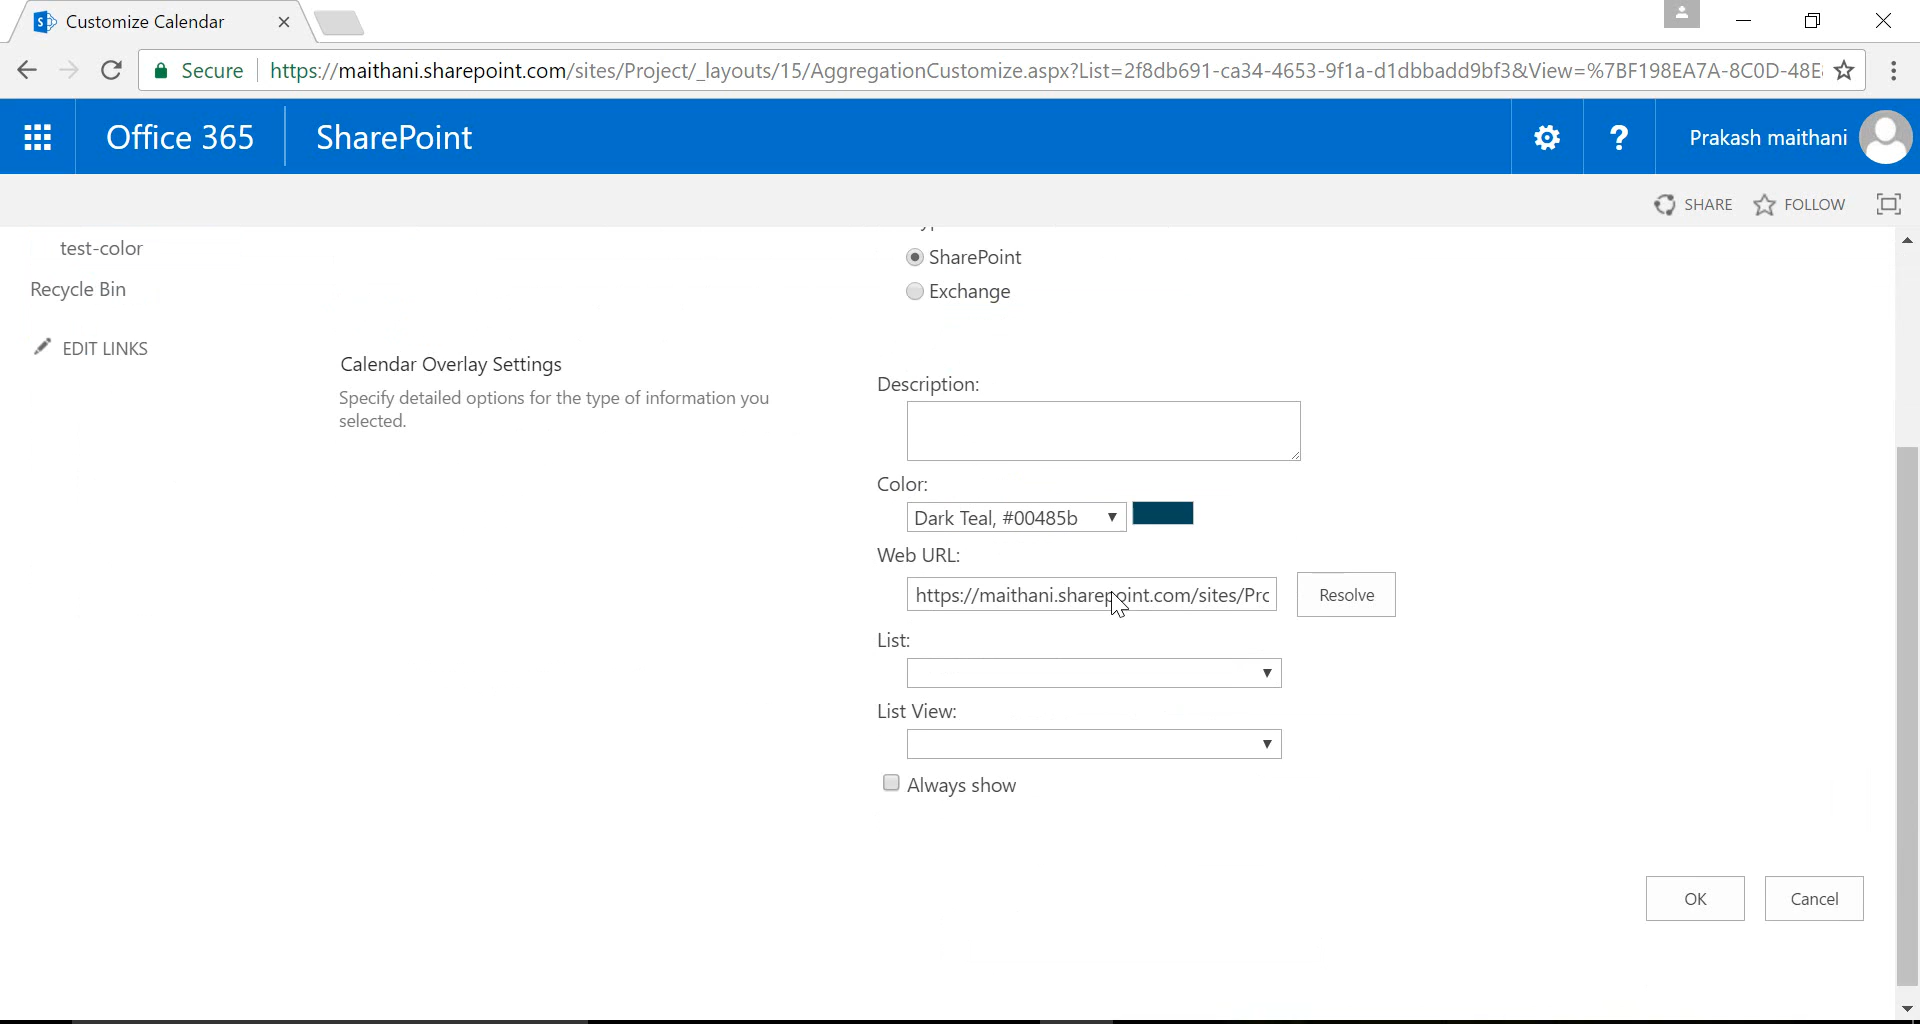 Customize Calendar
Secure https://maithani.sharepoint.com/sites/Project/_layouts/15/AggregationCustomize.aspx?List=2f8db691-ca34-4653-9f1a-d1dbbadd9bf3&View=%7BF198EA7A-8C0D-48E
Office 365 SharePoint
Prakash maithani
SHARE FOLLOW
test-color
Recycle Bin
EDIT LINKS
SharePoint
Exchange
Calendar Overlay Settings
Specify detailed options for the type of information you
selected.
Description:
Color:
Dark Teal, #00485b
Web URL:
https://maithani.sharepoint.com/sites/Prc
Resolve
List:
List View:
Always show
OK Cancel